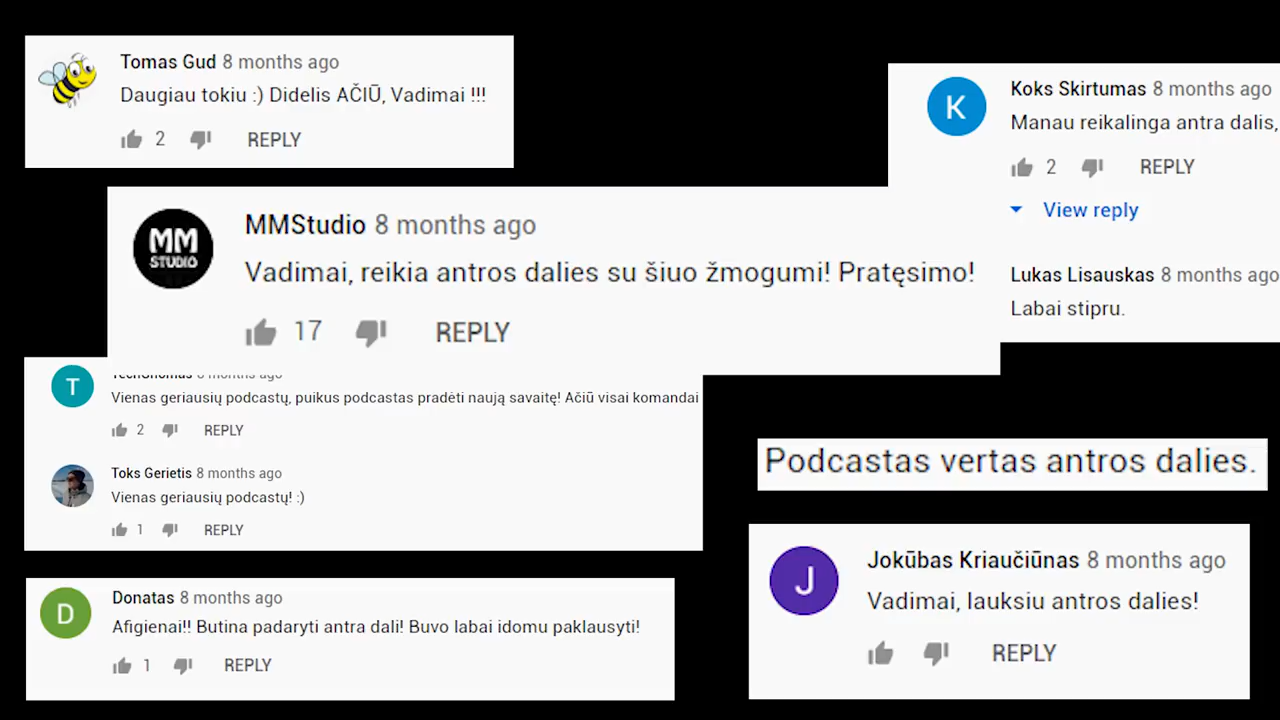 Tomas Gud 8 months ago
Daugiau tokiu :) Didelis AČIŪ, Vadimai !!!
2 REPLY
K
Koks Skirtumas 8 months ago
Manau reikalinga antra dalis,
2 REPLY
View reply
Lukas Lisauskas 8 months ago
Labai stipru.
MM
STUDIO
MMStudio 8 months ago
Vadimai, reikia antros dalies su šiuo žmogumi! Pratęsimo!
17 REPLY
T
8 months ago
Vienas geriausių podcastų, puikus podcastas pradėti naują savaitę! Ačiū visai komandai
2 REPLY
Toks Gerietis 8 months ago
Vienas geriausių podcastų! :)
1 REPLY
Podcastas vertas antros dalies.
D
Donatas 8 months ago
Afigienai!! Butina padaryti antra dali! Buvo labai idomu paklausyti!
1 REPLY
J
Jokūbas Kriaučiūnas 8 months ago
Vadimai, lauksiu antros dalies!
REPLY